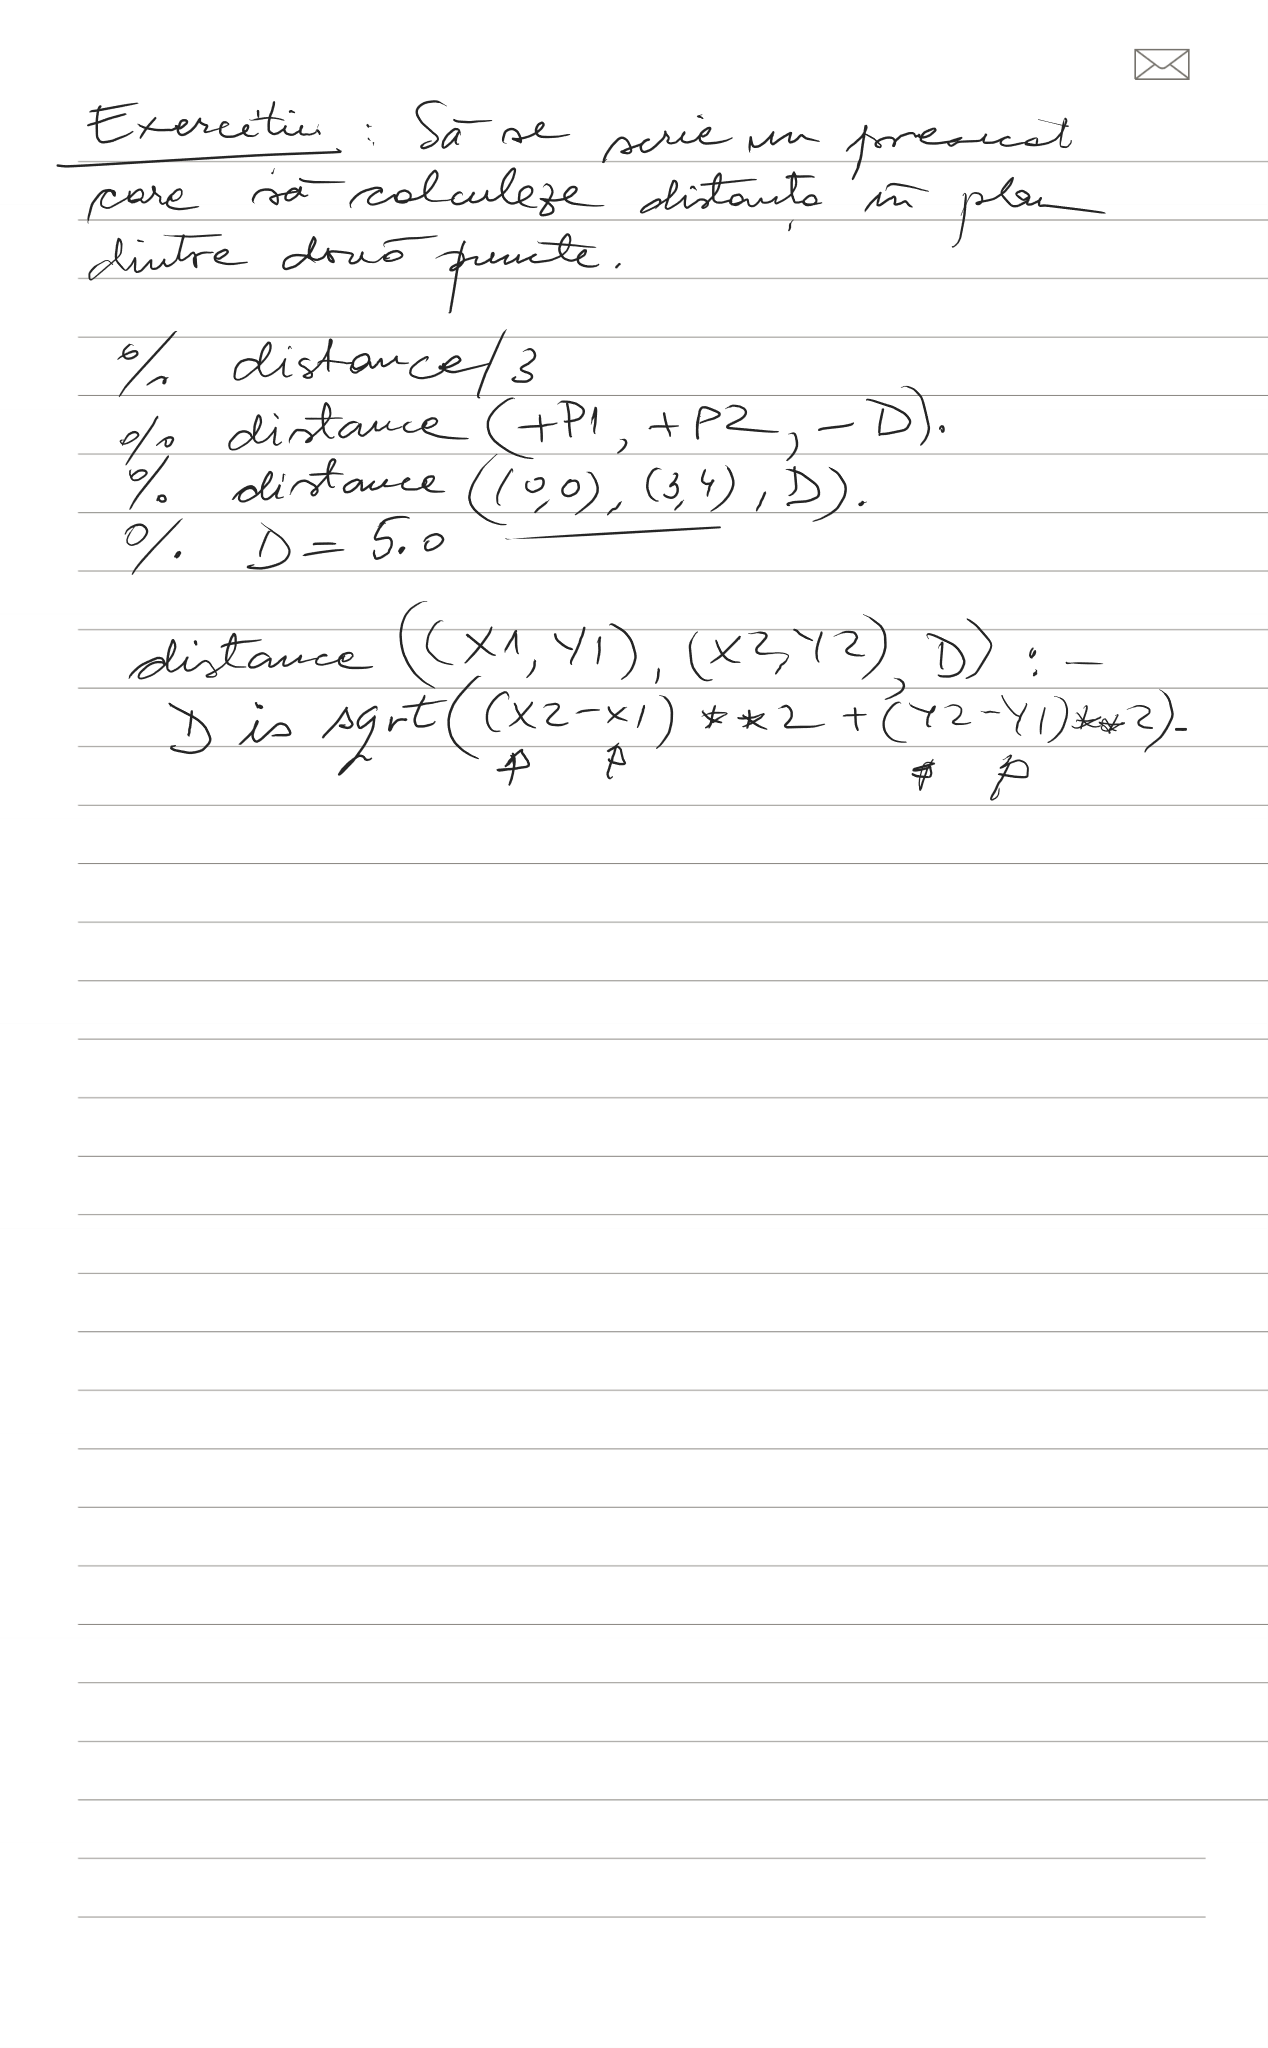 Exercitiu : Să se scrie un predicat
care să calculeze distanța în plan
dintre două puncte.
% distance/3
% distance (+P1, +P2, -D).
% distance ((0,0), (3,4), D).
% D = 5.0
distance ((X1, Y1), (X2, Y2), D) :-
D is sqrt((X2-X1) **2 + (Y2-Y1)**2).